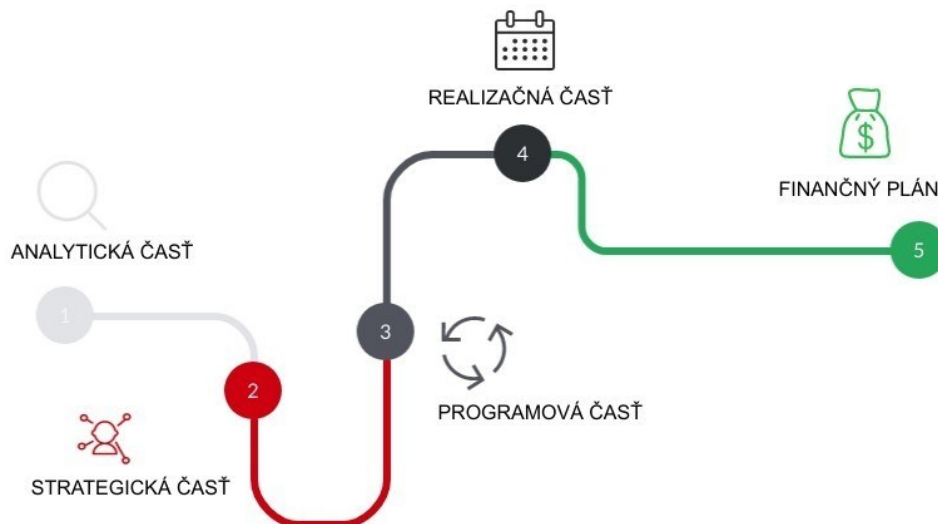 REALIZAČNÁ ČASŤ
4
$
FINANČNÝ PLÁN
5
ANALYTICKÁ ČASŤ
1
3
PROGRAMOVÁ ČASŤ
2
STRATEGICKÁ ČASŤ